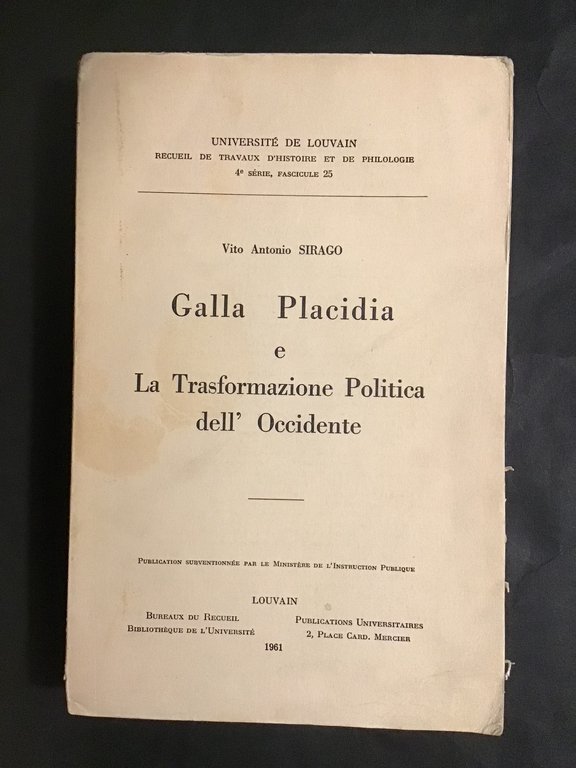 UNIVERSITÉ DE LOUVAIN
RECUEIL DE TRAVAUX D'HISTOIRE ET DE PHILOLOGIE
4e SÉRIE, FASCICULE 25
Vito Antonio SIRAGO
Galla Placidia
e
La Trasformazione Politica
dell' Occidente
PUBLICATION SUBVENTIONNÉE PAR LE MINISTÈRE DE L'INSTRUCTION PUBLIQUE
LOUVAIN
BUREAUX DU RECUEIL
BIBLIOTHÈQUE DE L'UNIVERSITÉ
PUBLICATIONS UNIVERSITAIRES
2, PLACE CARD. MERCIER
1961